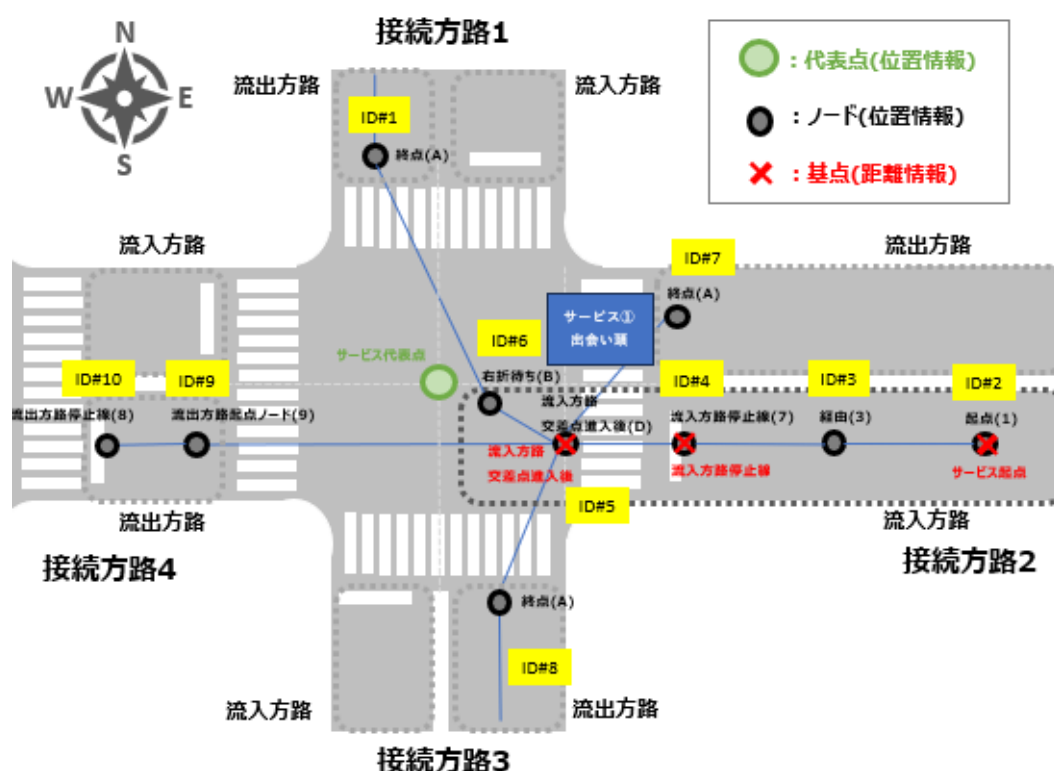 接続方路1
N
W
E
S
流出方路
流入方路
ID#1
終点(A)
：代表点(位置情報)
：ノード(位置情報)
：基点(距離情報)
流入方路
流出方路
ID#7
終点(A)
サービス①
出会い頭
サービス代表点
ID#6
右折待ち(B)
ID#10
ID#9
ID#4
ID#3
ID#2
流出方路停止線(8)
流出方路起点ノード(9)
流入方路
交差点進入後(D)
流入方路停止線(7)
経由(3)
起点(1)
流入方路
交差点進入後
流入方路停止線
サービス起点
ID#5
流出方路
流入方路
接続方路4
接続方路2
終点(A)
ID#8
流入方路
流出方路
接続方路3